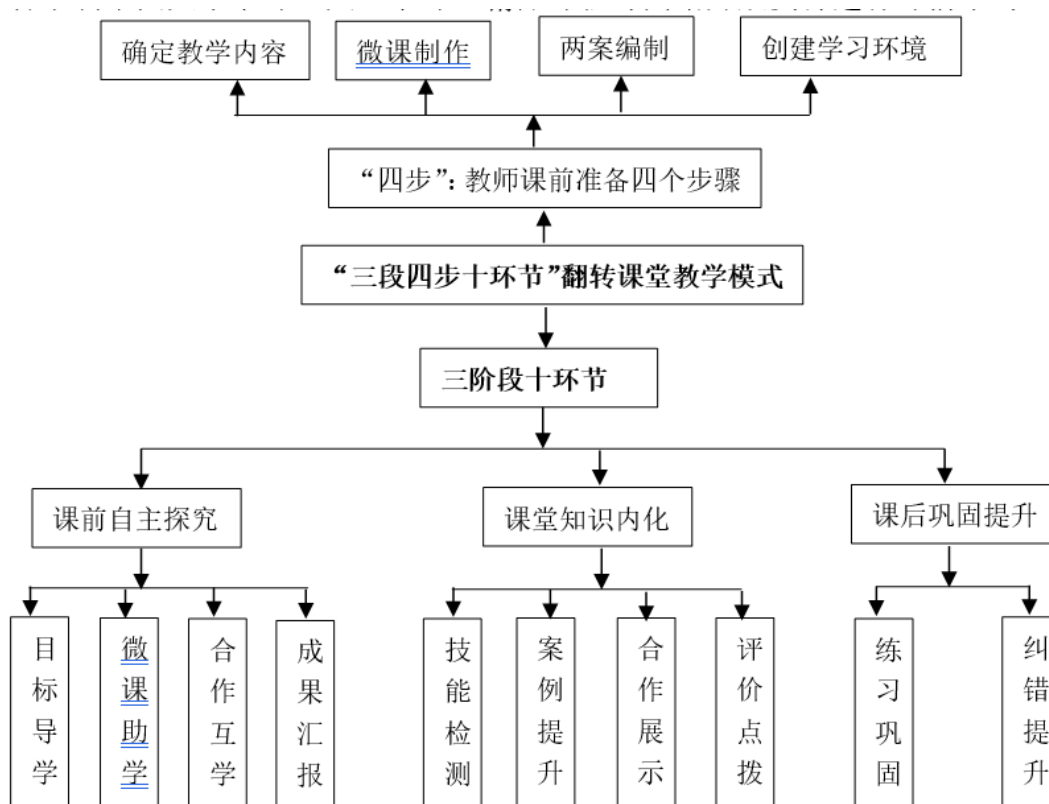 确定教学内容
微课制作
两案编制
创建学习环境
“四步”：教师课前准备四个步骤
“三段四步十环节”翻转课堂教学模式
三阶段十环节
课前自主探究
课堂知识内化
课后巩固提升
目标导学
微课助学
合作互学
成果汇报
技能检测
案例提升
合作展示
评价点拨
练习巩固
纠错提升